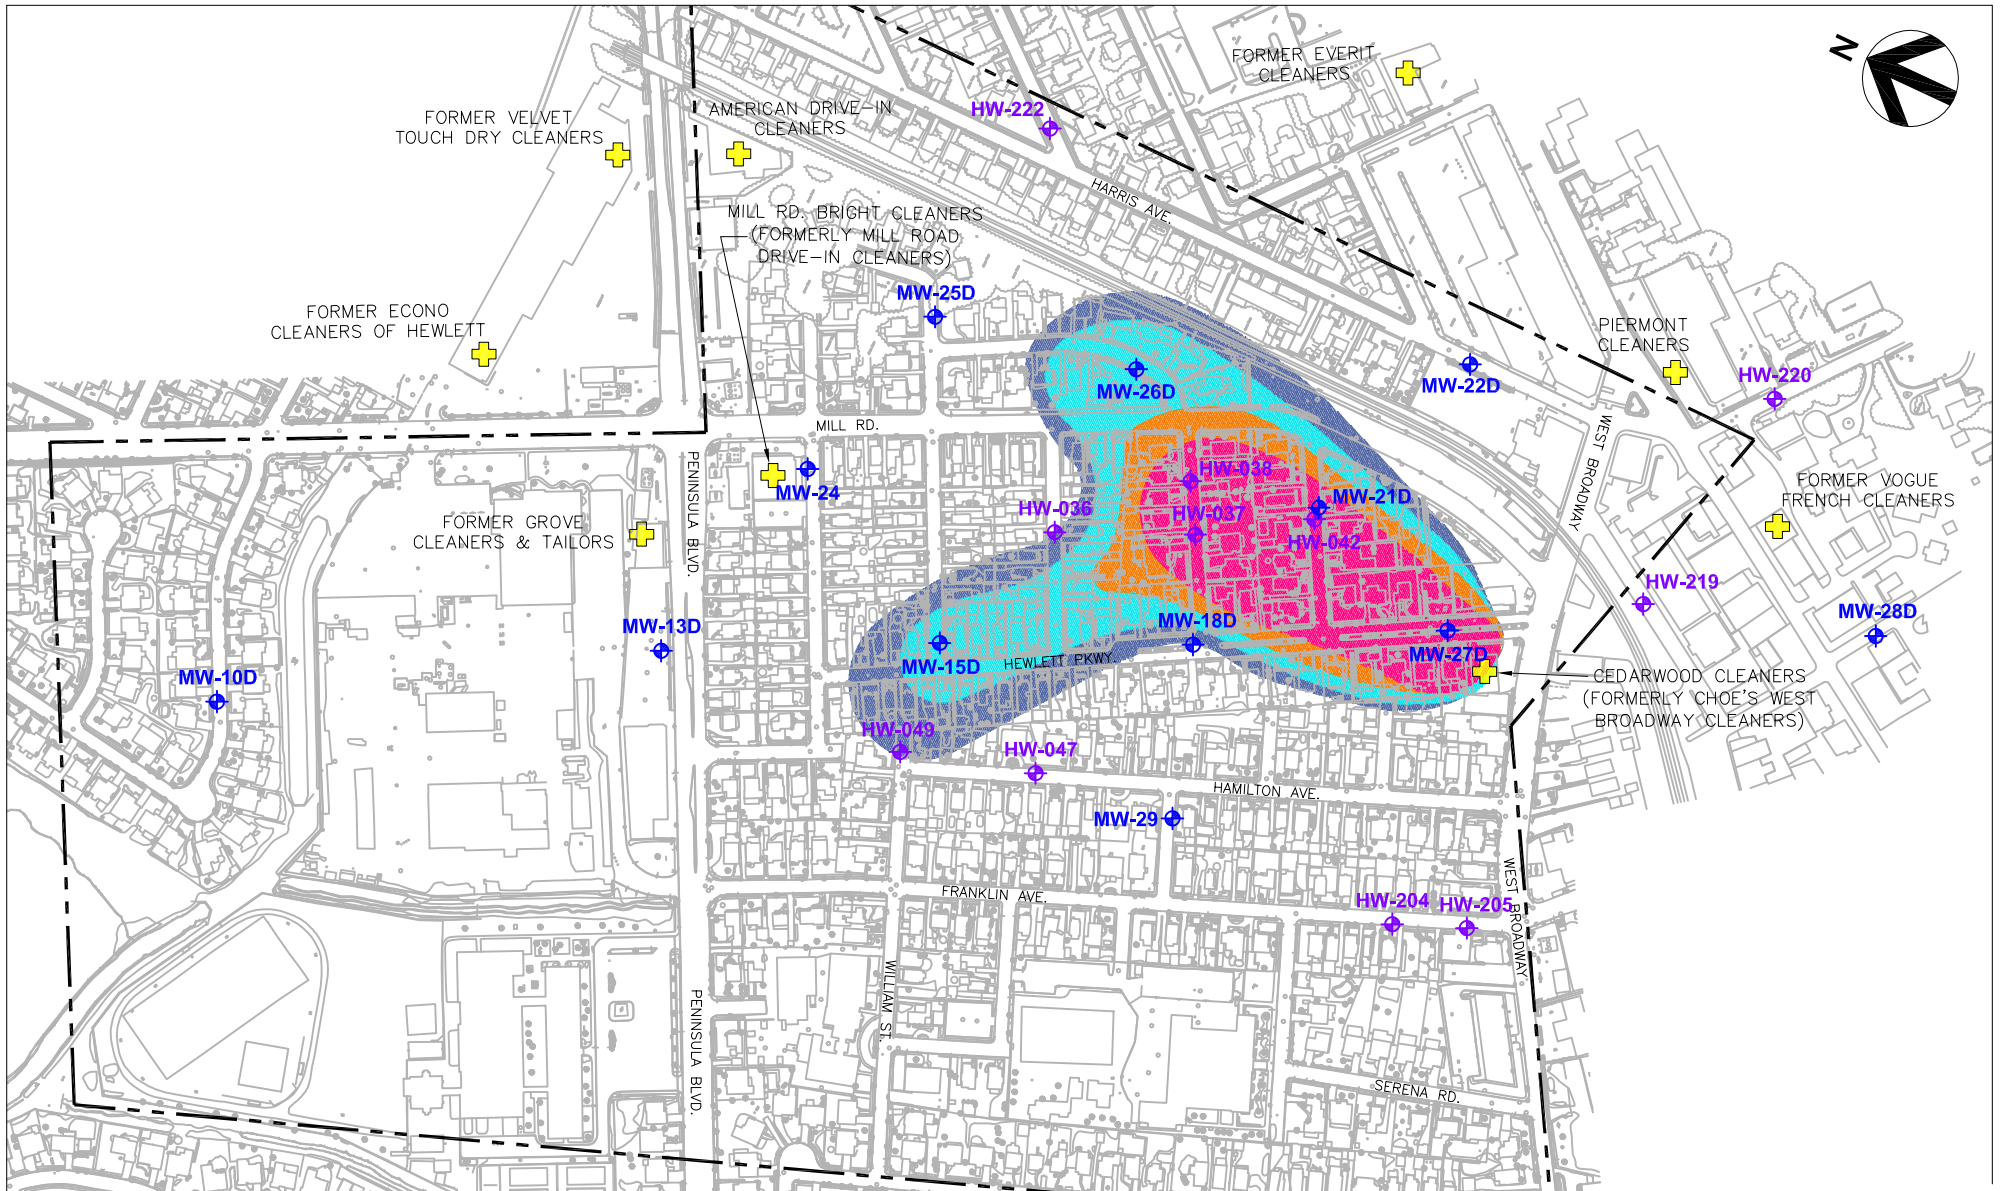 N
FORMER EVERIT
CLEANERS
HW-222
AMERICAN DRIVE-IN
CLEANERS
FORMER VELVET
TOUCH DRY CLEANERS
HARRIS AVE.
MILL RD. BRIGHT CLEANERS
(FORMERLY MILL ROAD
DRIVE-IN CLEANERS)
MW-25D
FORMER ECONO
CLEANERS OF HEWLETT
PIERMONT
CLEANERS
MW-26D
MW-22D
HW-220
MILL RD.
WEST BROADWAY
PENINSULA BLVD.
HW-038
FORMER VOGUE
FRENCH CLEANERS
MW-24
MW-21D
HW-036
HW-037
FORMER GROVE
CLEANERS & TAILORS
HW-042
HW-219
MW-28D
MW-13D
MW-18D
MW-15D
HEWLETT PKWY.
MW-27D
MW-10D
CEDARWOOD CLEANERS
(FORMERLY CHOE'S WEST
BROADWAY CLEANERS)
HW-049
HW-047
HAMILTON AVE.
MW-29
FRANKLIN AVE.
HW-204
HW-205
WEST BROADWAY
WILLIAM ST.
PENINSULA BLVD.
SERENA RD.